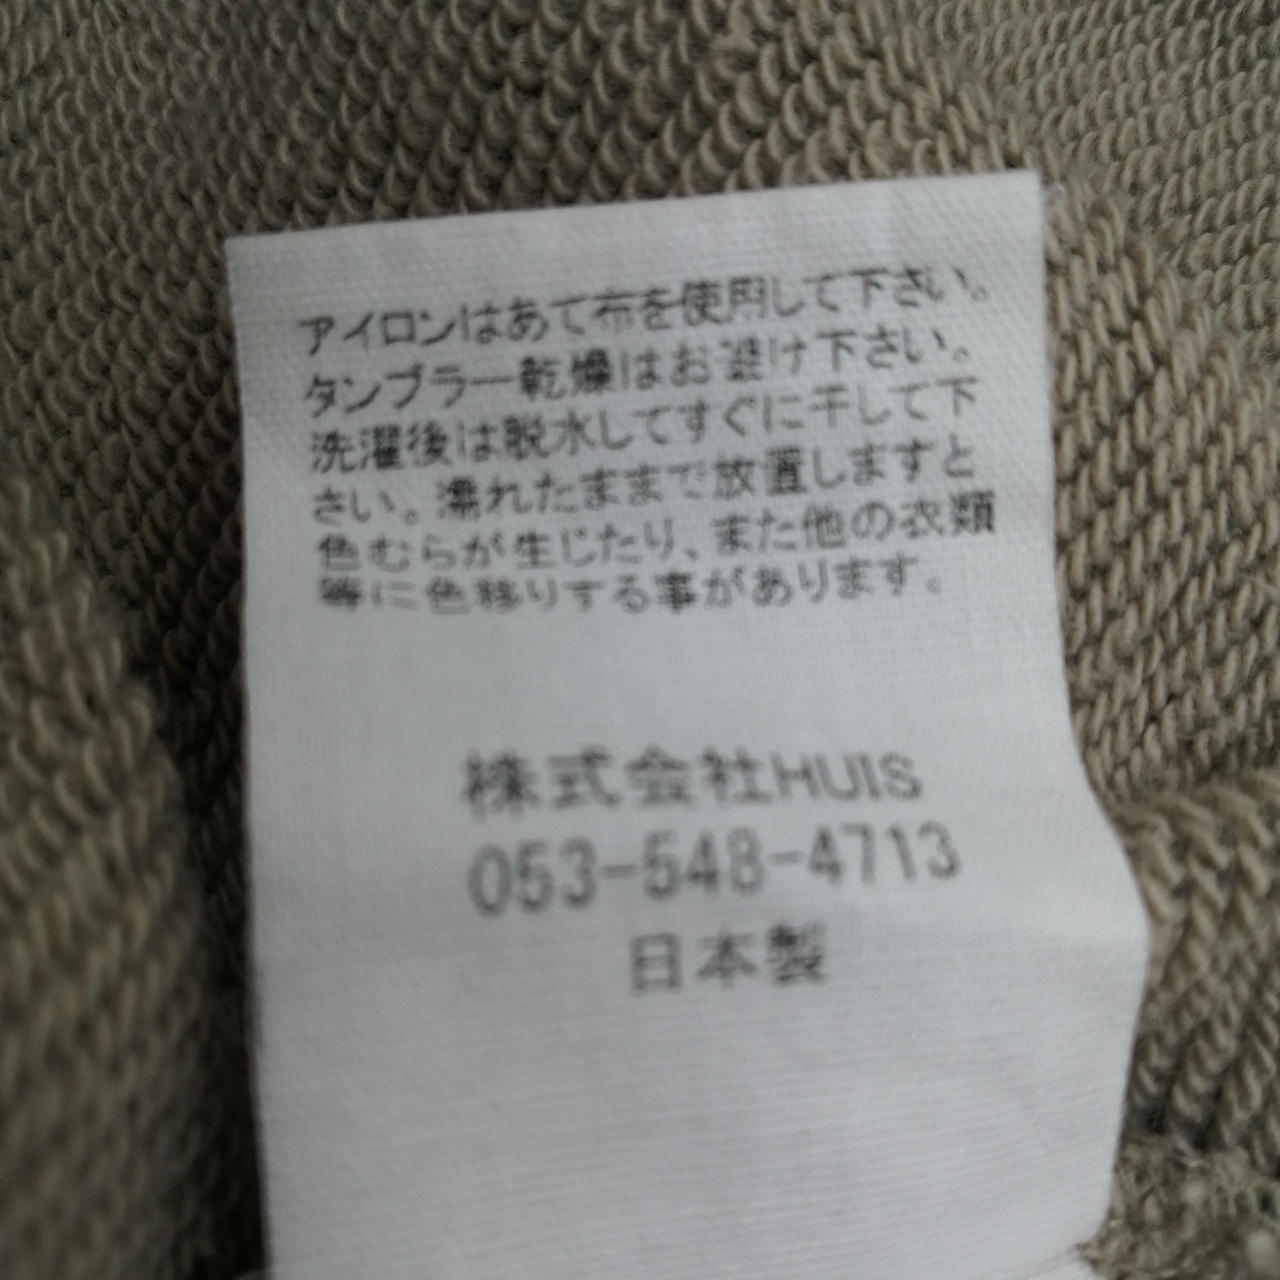 アイロンはあて布を使用して下さい。
タンブラー乾燥はお避け下さい。
洗濯後は脱水してすぐに干して下
さい。濡れたままで放置しますと
色むらが生じたり、また他の衣類
等に色移りする事があります。
株式会社HUIS
053-548-4713
日本製